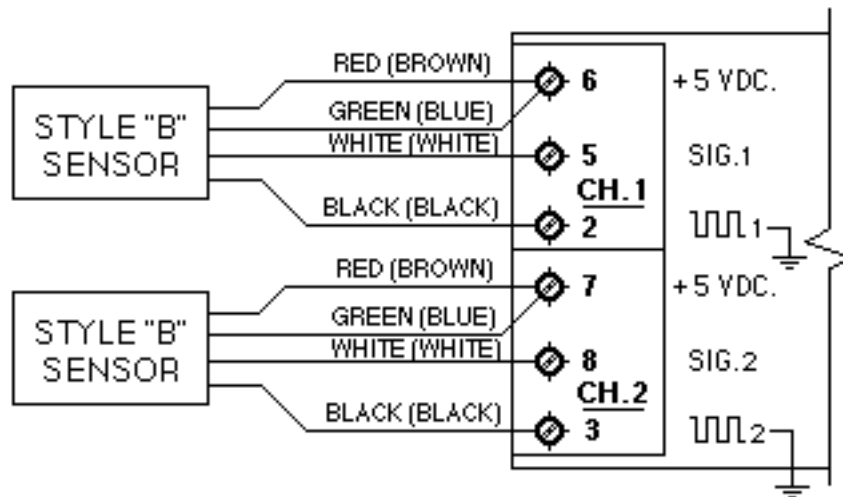 RED (BROWN)
6
+5 VDC.
GREEN (BLUE)
STYLE "B"
SENSOR
WHITE (WHITE)
5
SIG.1
CH.1
BLACK (BLACK)
2
1
RED (BROWN)
7
+5 VDC.
GREEN (BLUE)
STYLE "B"
SENSOR
WHITE (WHITE)
8
SIG.2
CH.2
BLACK (BLACK)
3
2